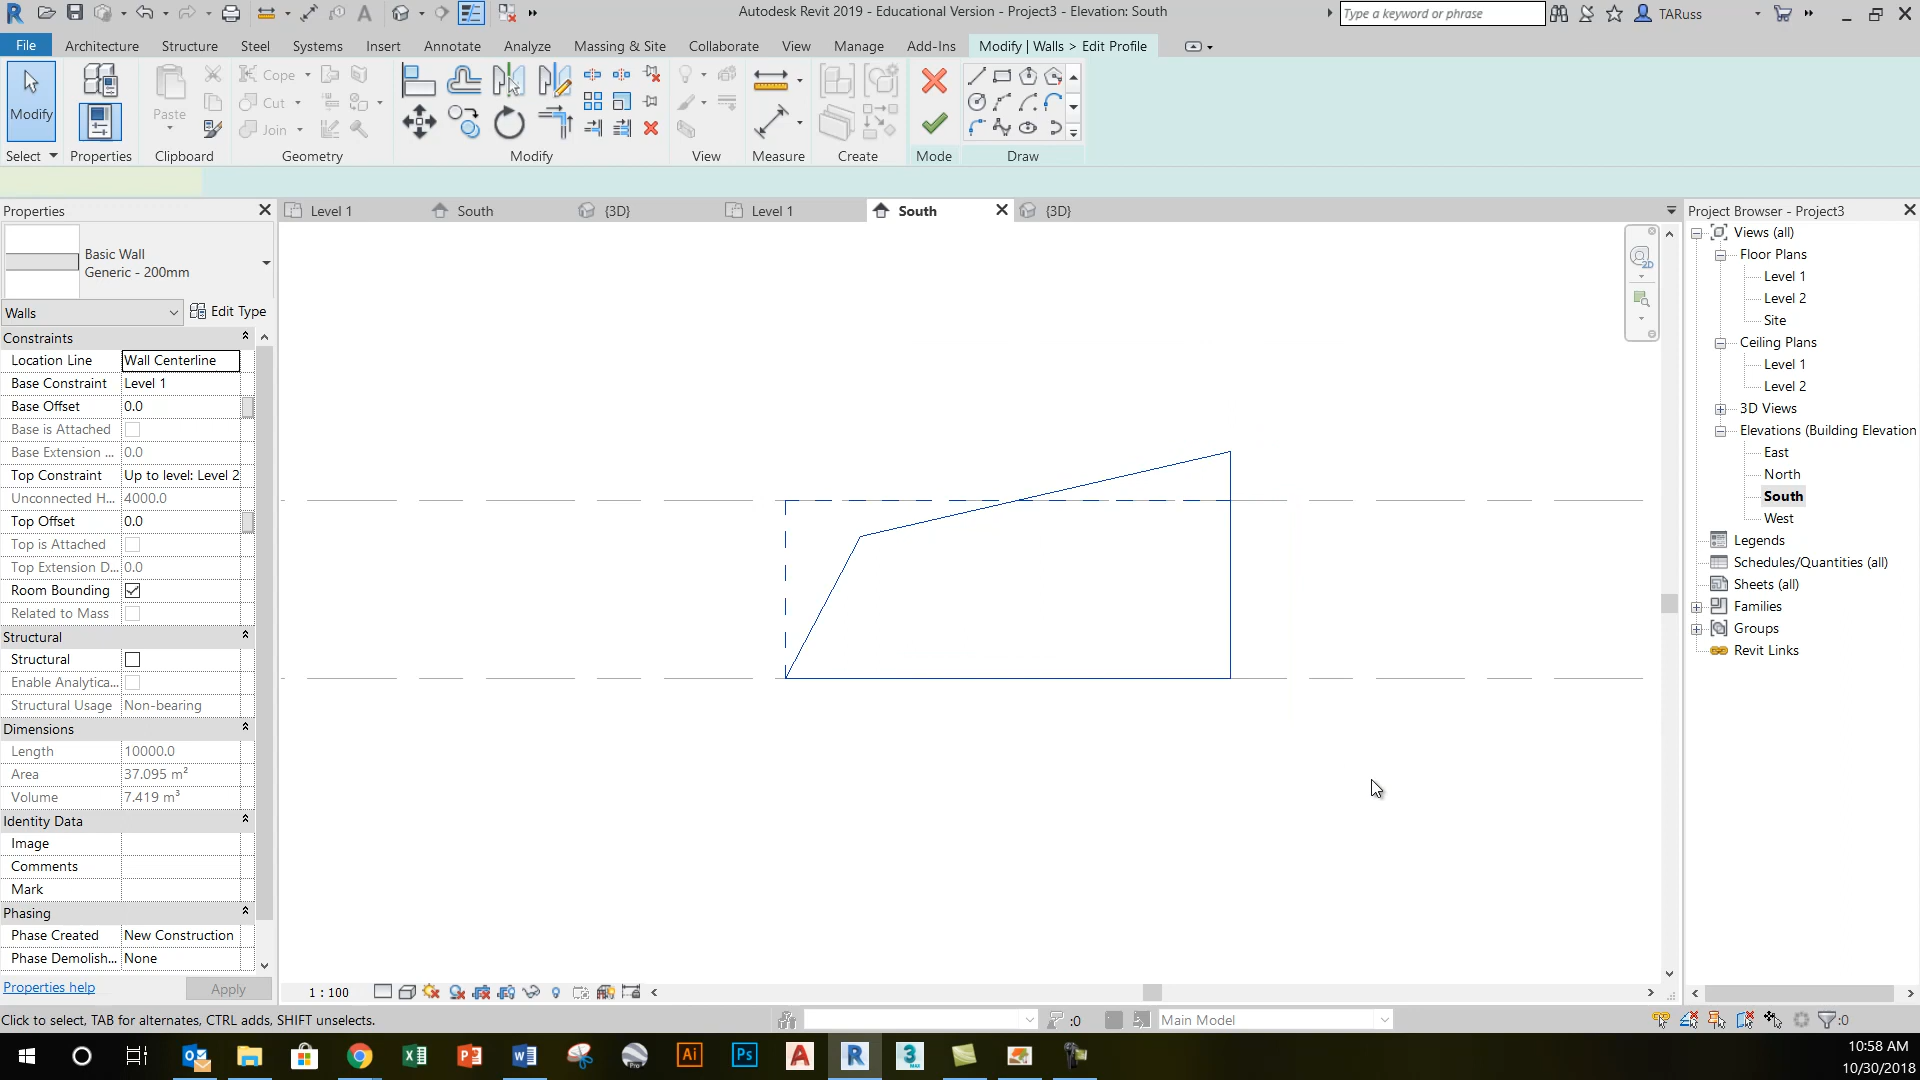 Autodesk Revit 2019 - Educational Version - Project3 - Elevation: South
Type a keyword or phrase
TARuss
File Architecture Structure Steel Systems Insert Annotate Analyze Massing & Site Collaborate View Manage Add-Ins Modify | Walls > Edit Profile
Modify
Paste
Cope
Cut
Join
Select Properties Clipboard Geometry Modify View Measure Create Mode Draw
Properties
Basic Wall
Generic - 200mm
Walls
Edit Type
Constraints
Location Line Wall Centerline
Base Constraint Level 1
Base Offset 0.0
Base is Attached
Base Extension ... 0.0
Top Constraint Up to level: Level 2
Unconnected H... 4000.0
Top Offset 0.0
Top is Attached
Top Extension D... 0.0
Room Bounding
Related to Mass
Structural
Structural
Enable Analytica...
Structural Usage Non-bearing
Dimensions
Length 10000.0
Area 37.095 m²
Volume 7.419 m³
Identity Data
Image
Comments
Mark
Phasing
Phase Created New Construction
Phase Demolish... None
Properties help
Apply
Level 1 South {3D} Level 1 South {3D}
2D
Project Browser - Project3
Views (all)
Floor Plans
Level 1
Level 2
Site
Ceiling Plans
Level 1
Level 2
3D Views
Elevations (Building Elevation
East
North
South
West
Legends
Schedules/Quantities (all)
Sheets (all)
Families
Groups
Revit Links
1 : 100
Click to select, TAB for alternates, CTRL adds, SHIFT unselects.
:0
Main Model
:0
10:58 AM
10/30/2018